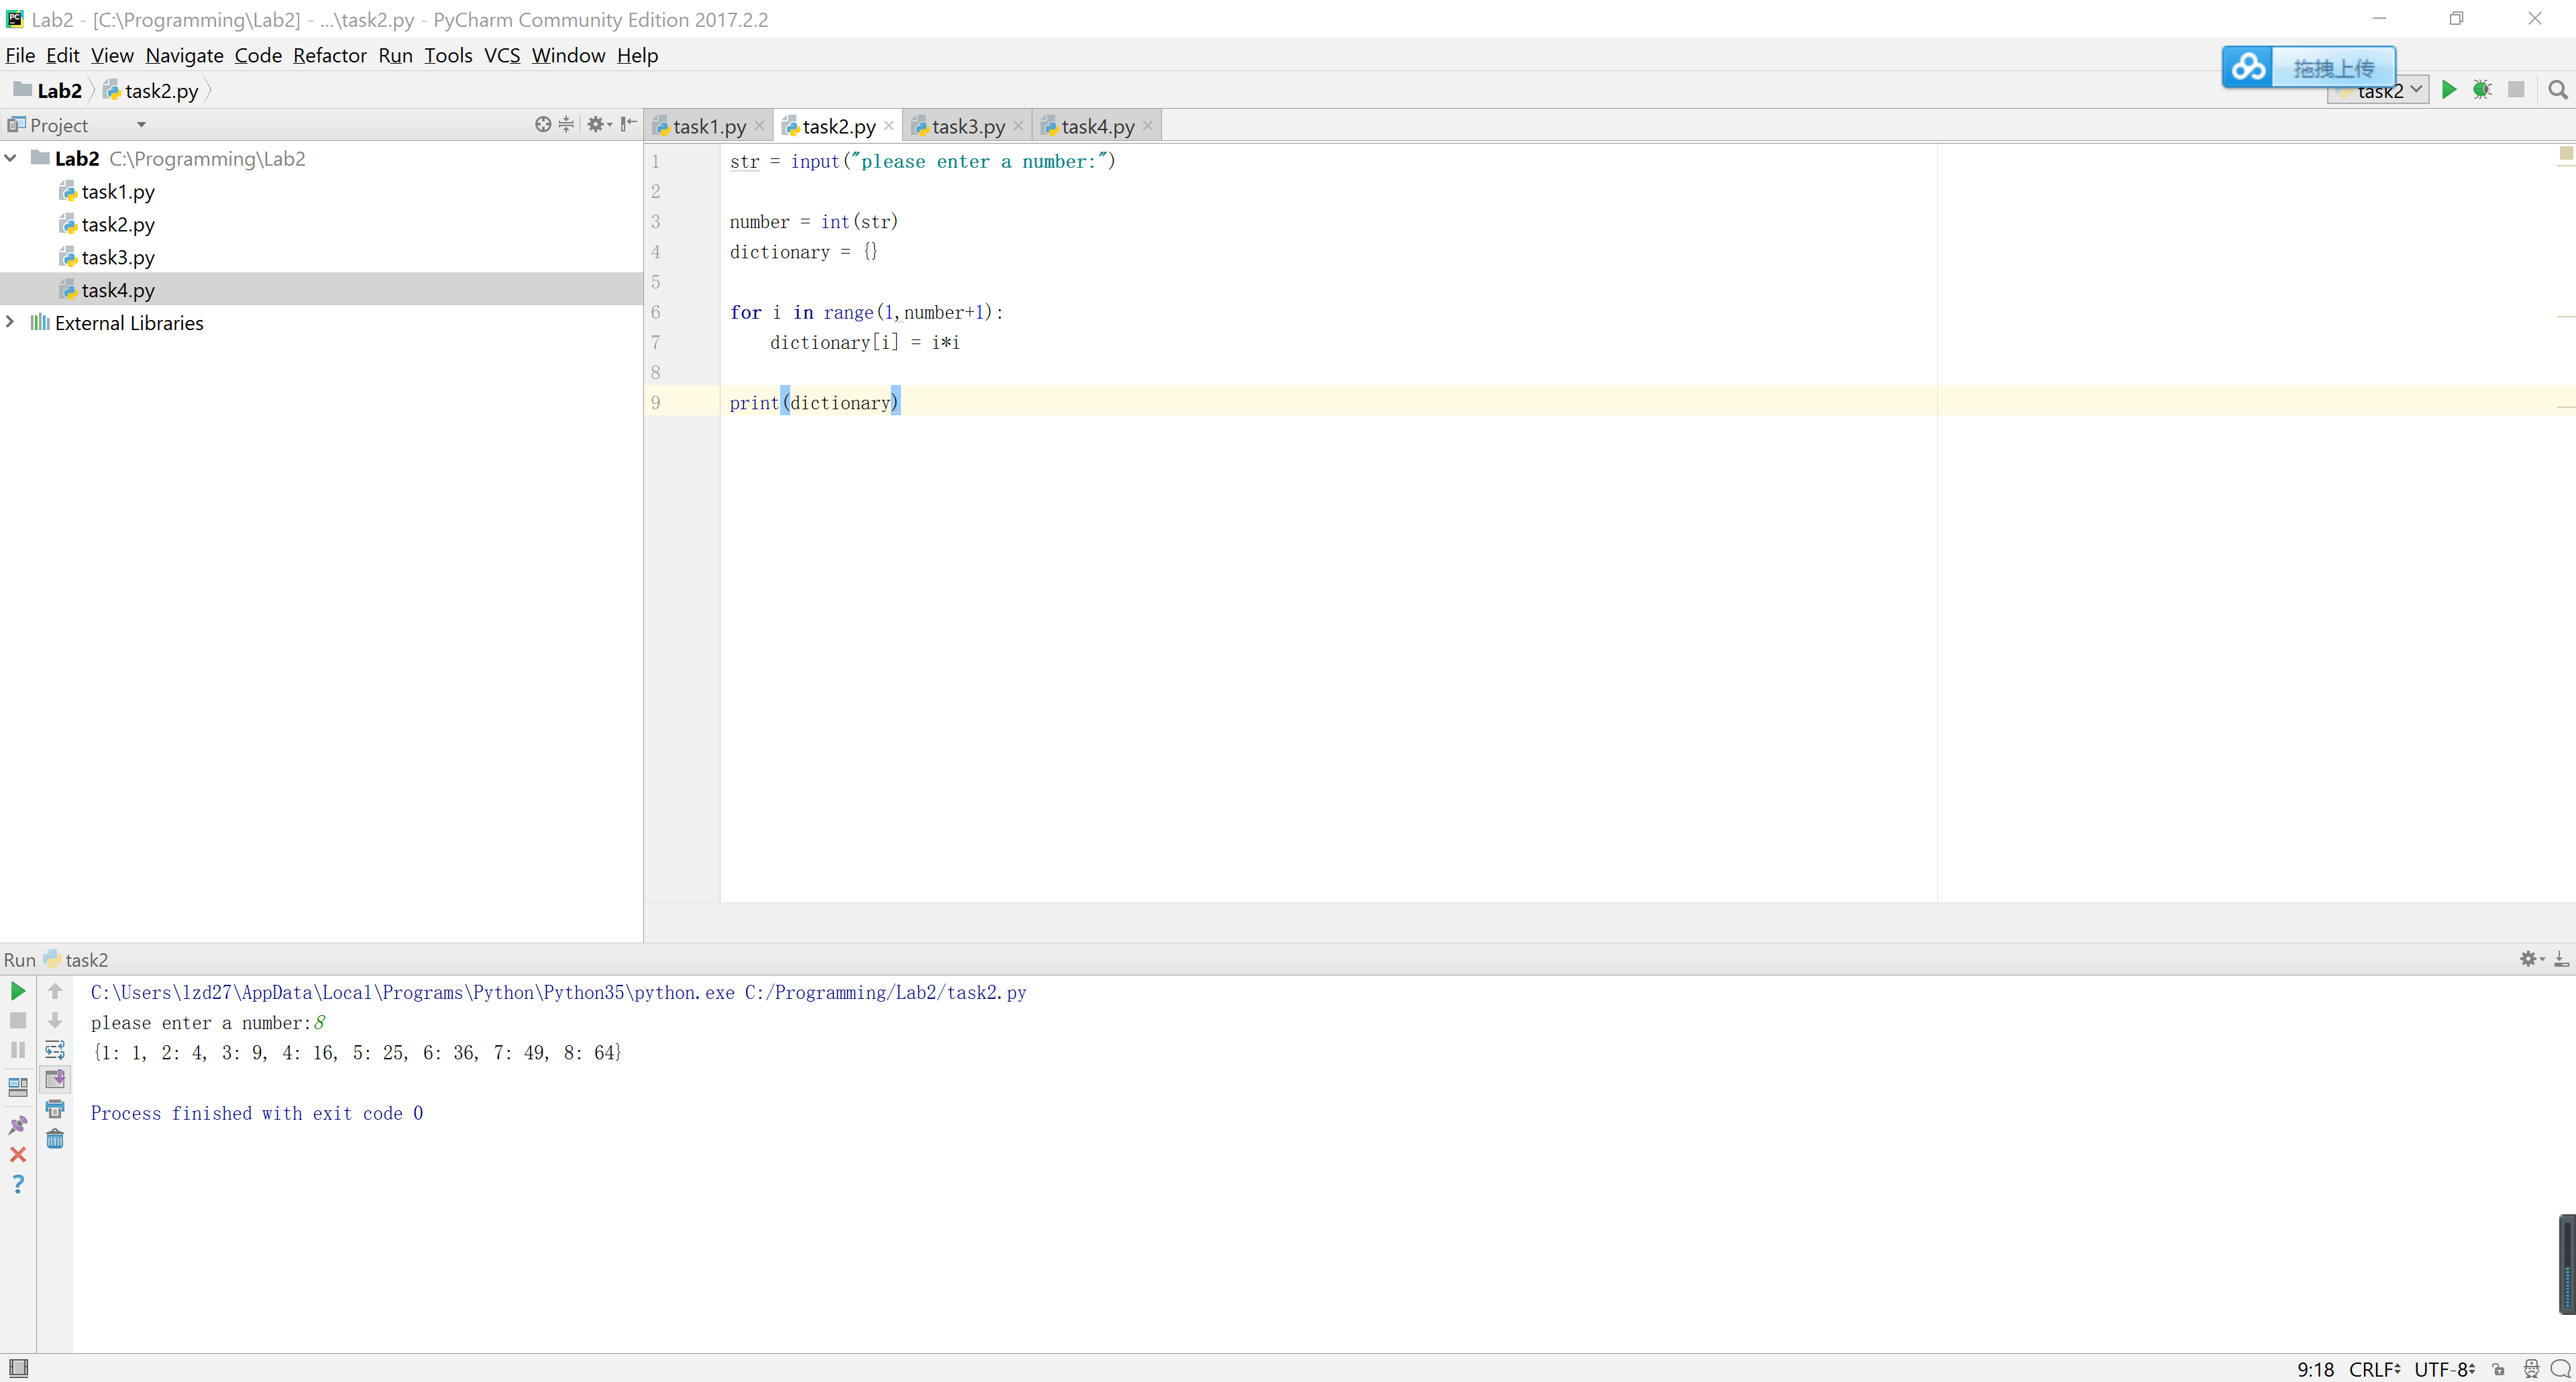 Lab2 - [C:\Programming\Lab2] - ...\task2.py - PyCharm Community Edition 2017.2.2
File Edit View Navigate Code Refactor Run Tools VCS Window Help
拖拽上传
Lab2 task2.py
task2
Project
task1.py task2.py task3.py task4.py
Lab2 C:\Programming\Lab2
task1.py
task2.py
task3.py
task4.py
External Libraries
1 str = input("please enter a number:")
2
3 number = int(str)
4 dictionary = {}
5
6 for i in range(1,number+1):
7 dictionary[i] = i*i
8
9 print(dictionary)
Run task2
C:\Users\lzd27\AppData\Local\Programs\Python\Python35\python.exe C:/Programming/Lab2/task2.py
please enter a number:8
{1: 1, 2: 4, 3: 9, 4: 16, 5: 25, 6: 36, 7: 49, 8: 64}
Process finished with exit code 0
9:18 CRLF UTF-8